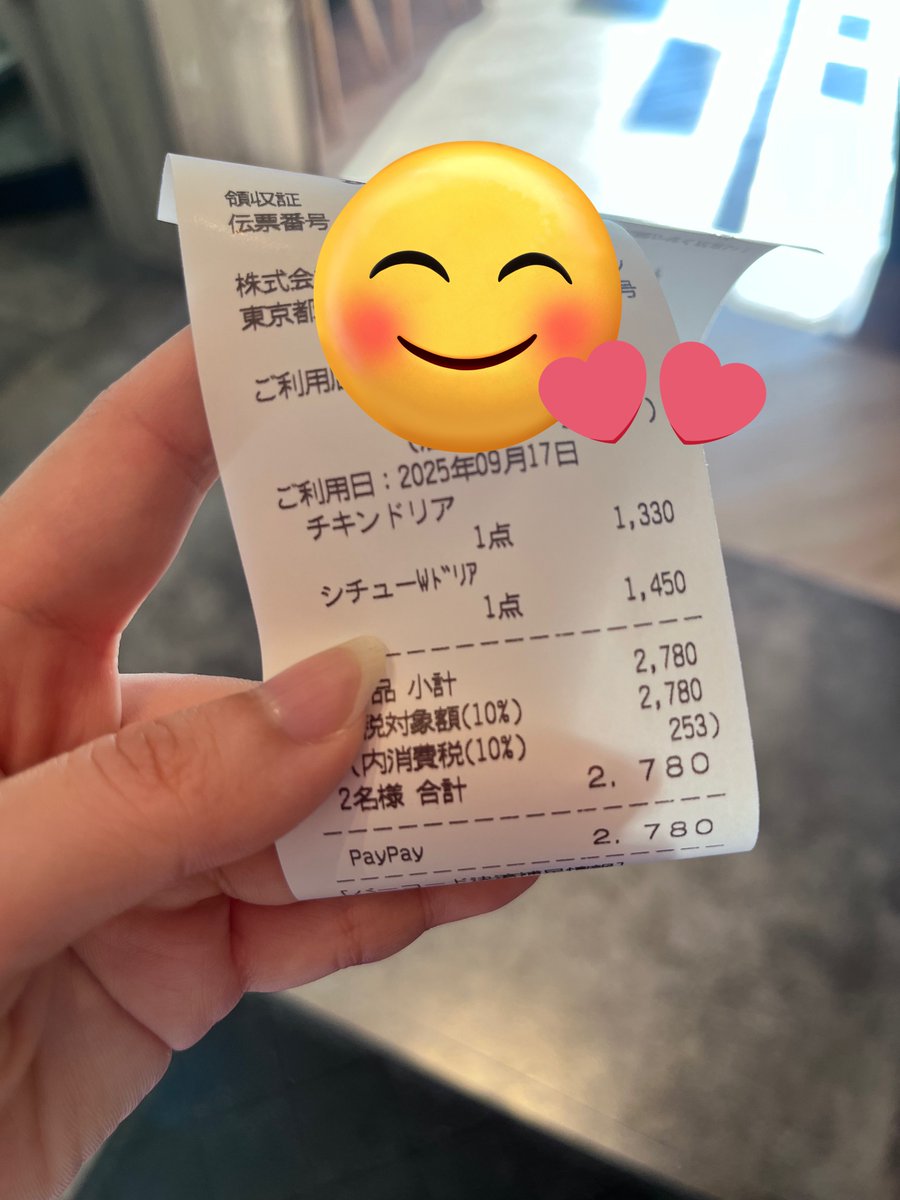 領収証
伝票番号
号
株式会
東京都
ご利用
)
ご利用日:2025年09月17日
チキンドリア
1点 1,330
シチューWﾄﾞﾘｱ
1点 1,450
品 小計 2,780
税対象額(10%) 2,780
(内消費税(10%) 253)
2名様 合計 2,780
PayPay 2,780